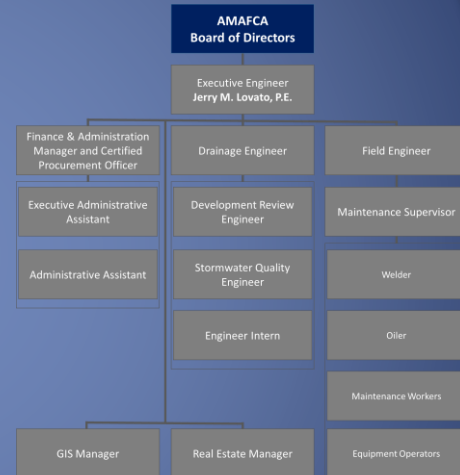 AMAFCA
Board of Directors
Executive Engineer
Jerry M. Lovato, P.E.
Finance & Administration
Manager and Certified
Procurement Officer
Drainage Engineer
Field Engineer
Executive Administrative
Assistant
Development Review
Engineer
Maintenance Supervisor
Administrative Assistant
Stormwater Quality
Engineer
Welder
Engineer Intern
Oiler
Maintenance Workers
GIS Manager
Real Estate Manager
Equipment Operators